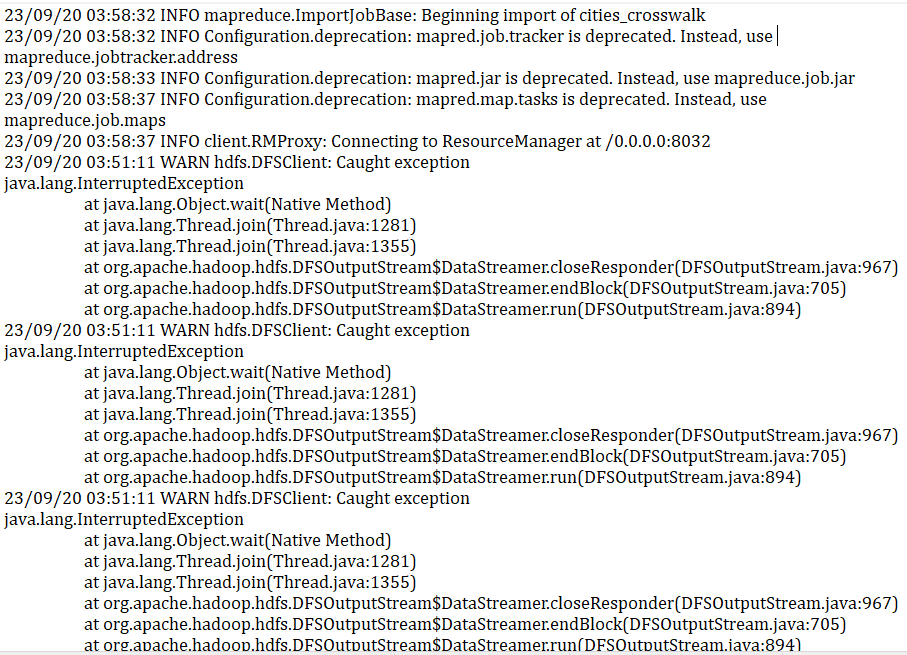 23/09/20 03:58:32 INFO mapreduce.ImportJobBase: Beginning import of cities_crosswalk
23/09/20 03:58:32 INFO Configuration.deprecation: mapred.job.tracker is deprecated. Instead, use
mapreduce.jobtracker.address
23/09/20 03:58:33 INFO Configuration.deprecation: mapred.jar is deprecated. Instead, use mapreduce.job.jar
23/09/20 03:58:37 INFO Configuration.deprecation: mapred.map.tasks is deprecated. Instead, use
mapreduce.job.maps
23/09/20 03:58:37 INFO client.RMProxy: Connecting to ResourceManager at /0.0.0.0:8032
23/09/20 03:51:11 WARN hdfs.DFSClient: Caught exception
java.lang.InterruptedException
at java.lang.Object.wait(Native Method)
at java.lang.Thread.join(Thread.java:1281)
at java.lang.Thread.join(Thread.java:1355)
at org.apache.hadoop.hdfs.DFSOutputStream$DataStreamer.closeResponder(DFSOutputStream.java:967)
at org.apache.hadoop.hdfs.DFSOutputStream$DataStreamer.endBlock(DFSOutputStream.java:705)
at org.apache.hadoop.hdfs.DFSOutputStream$DataStreamer.run(DFSOutputStream.java:894)
23/09/20 03:51:11 WARN hdfs.DFSClient: Caught exception
java.lang.InterruptedException
at java.lang.Object.wait(Native Method)
at java.lang.Thread.join(Thread.java:1281)
at java.lang.Thread.join(Thread.java:1355)
at org.apache.hadoop.hdfs.DFSOutputStream$DataStreamer.closeResponder(DFSOutputStream.java:967)
at org.apache.hadoop.hdfs.DFSOutputStream$DataStreamer.endBlock(DFSOutputStream.java:705)
at org.apache.hadoop.hdfs.DFSOutputStream$DataStreamer.run(DFSOutputStream.java:894)
23/09/20 03:51:11 WARN hdfs.DFSClient: Caught exception
java.lang.InterruptedException
at java.lang.Object.wait(Native Method)
at java.lang.Thread.join(Thread.java:1281)
at java.lang.Thread.join(Thread.java:1355)
at org.apache.hadoop.hdfs.DFSOutputStream$DataStreamer.closeResponder(DFSOutputStream.java:967)
at org.apache.hadoop.hdfs.DFSOutputStream$DataStreamer.endBlock(DFSOutputStream.java:705)
at org.apache.hadoop.hdfs.DFSOutputStream$DataStreamer.run(DFSOutputStream.java:894)